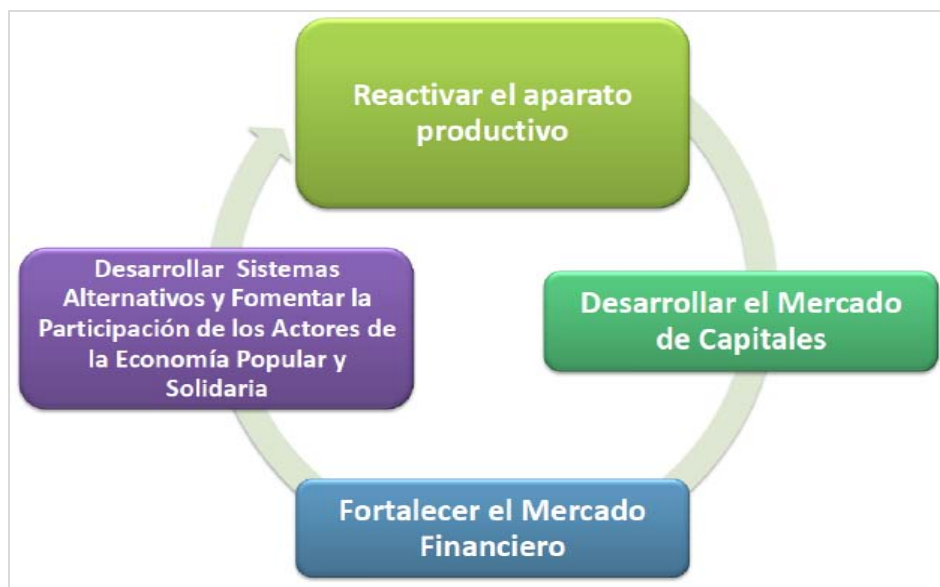 Reactivar el aparato
productivo
Desarrollar Sistemas
Alternativos y Fomentar la
Participación de los Actores de
la Economía Popular y
Solidaria
Desarrollar el Mercado
de Capitales
Fortalecer el Mercado
Financiero